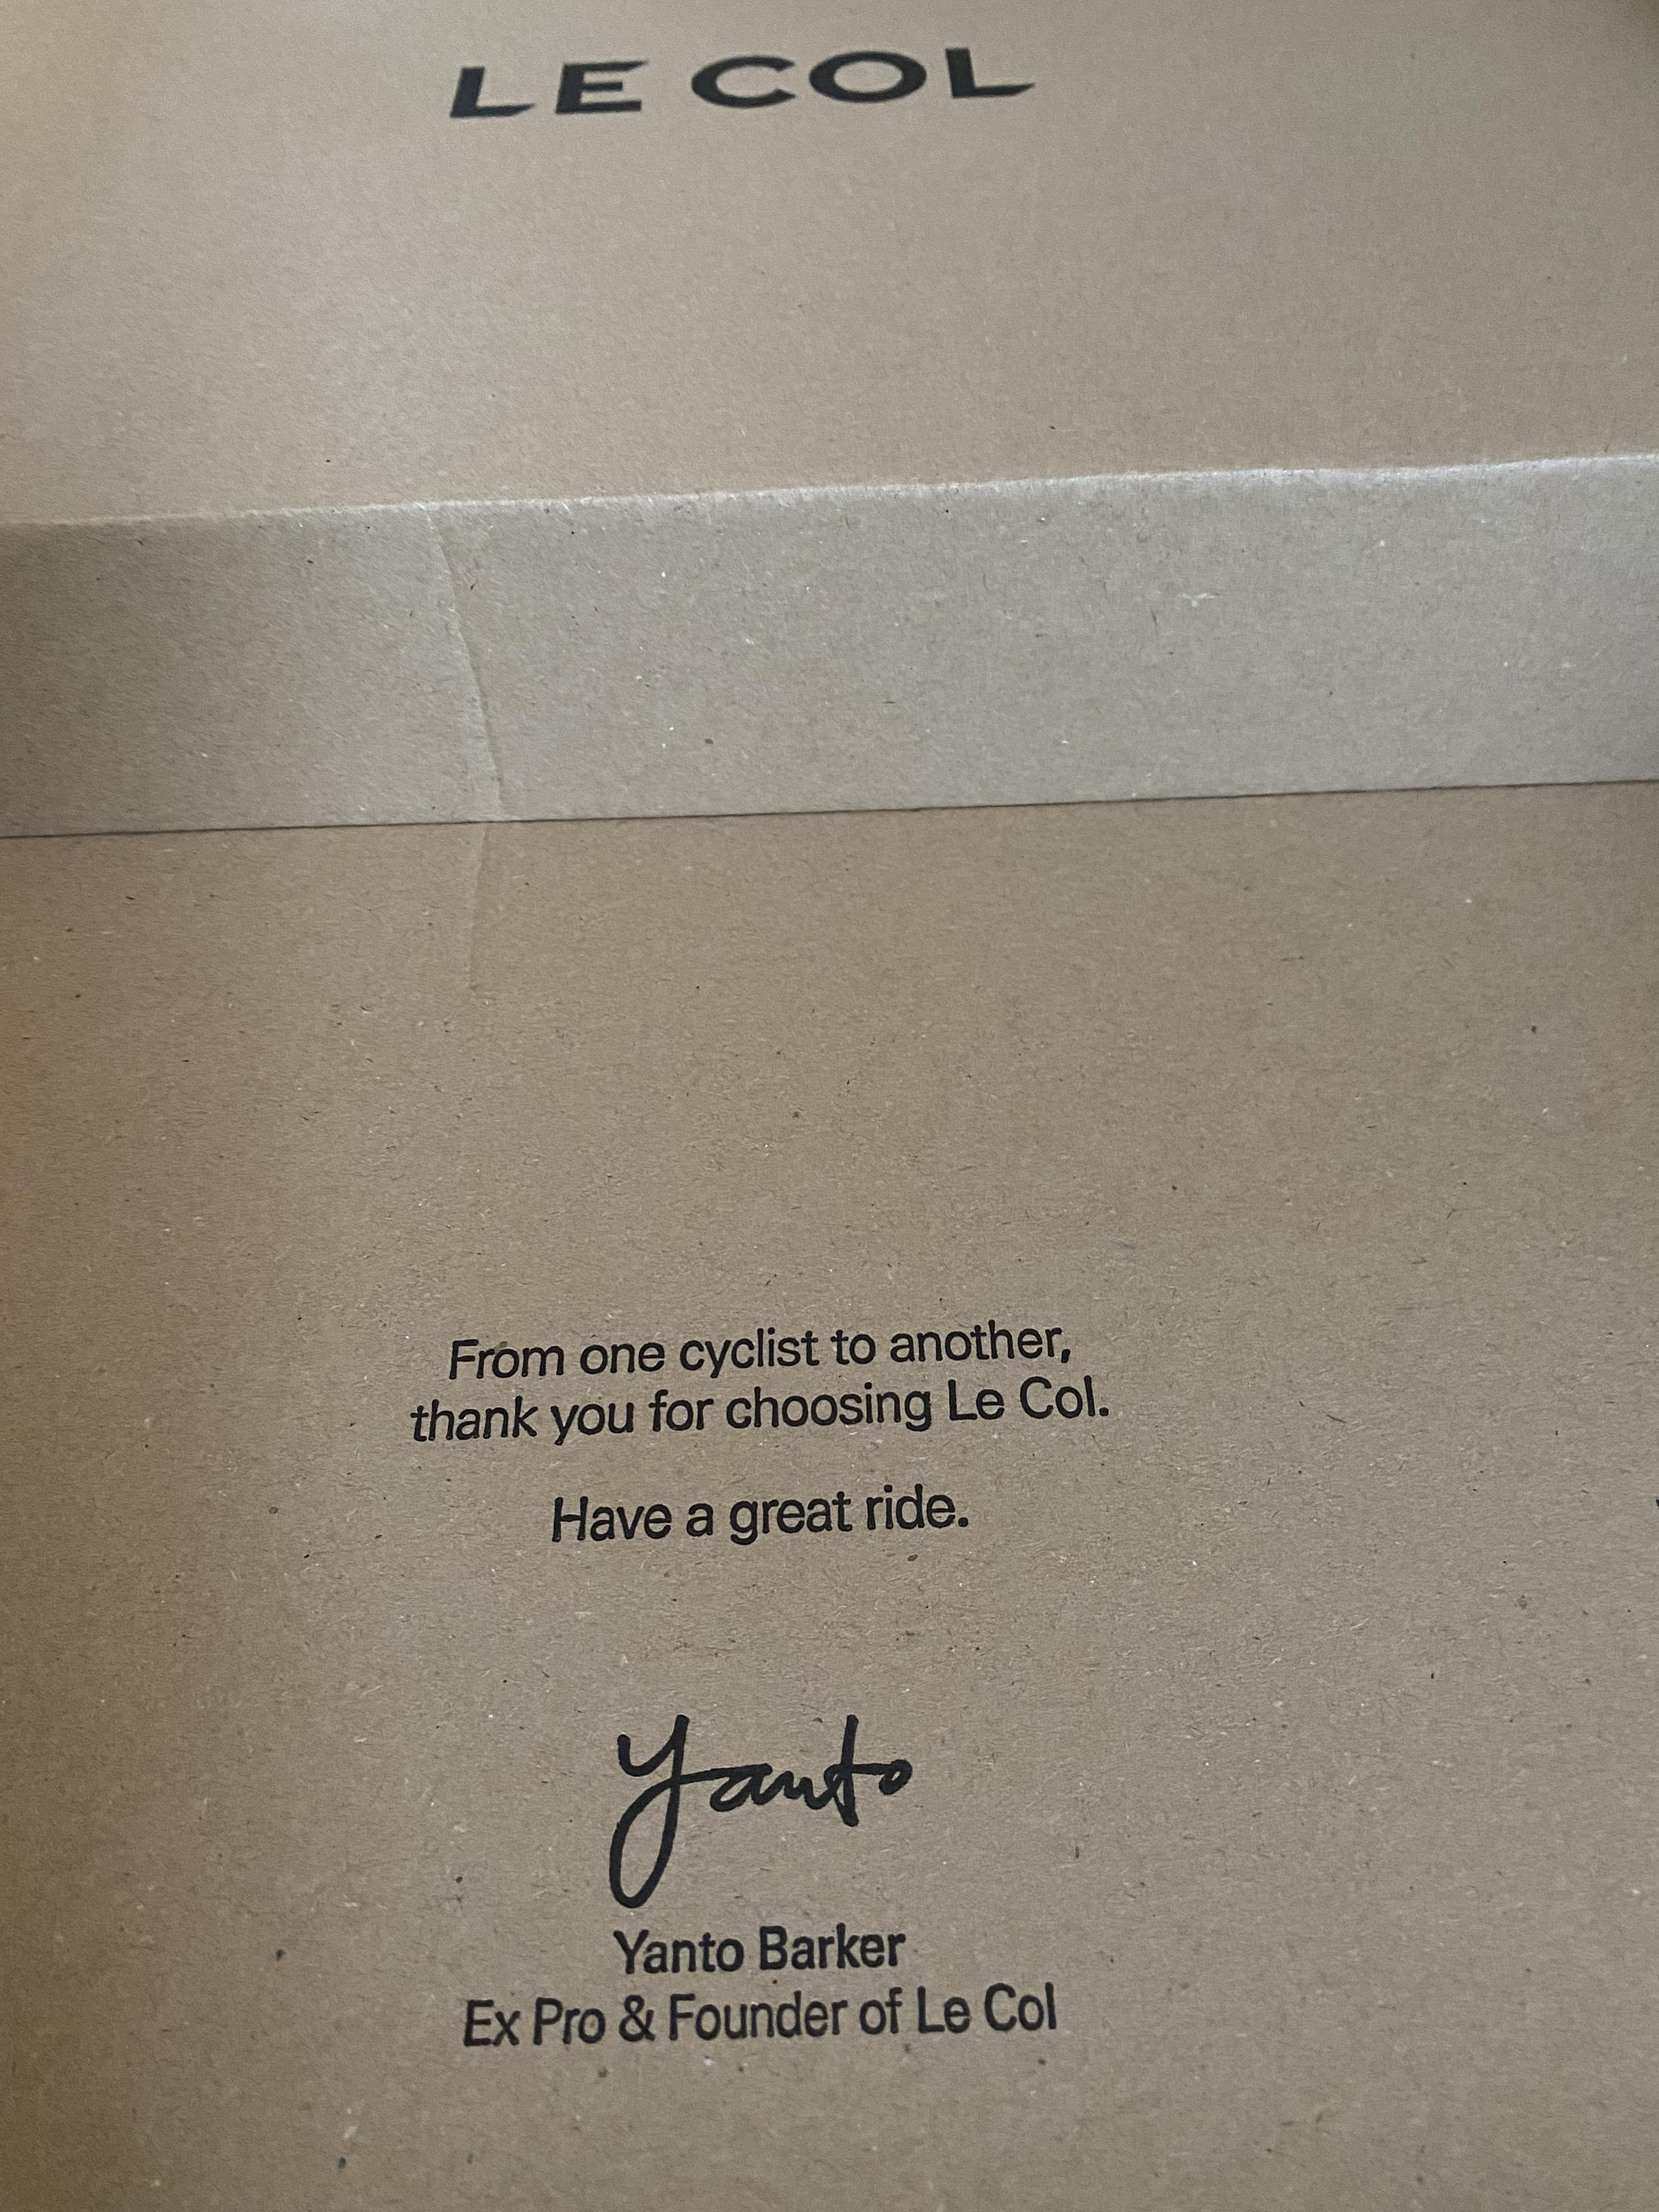 LE COL
From one cyclist to another,
thank you for choosing Le Col.
Have a great ride.
Yanto
Yanto Barker
Ex Pro & Founder of Le Col